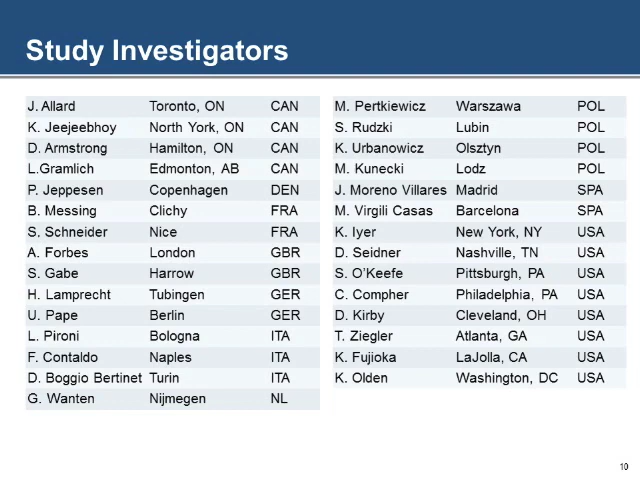 Study Investigators
J. Allard Toronto, ON CAN
K. Jeejeebhoy North York, ON CAN
D. Armstrong Hamilton, ON CAN
L.Gramlich Edmonton, AB CAN
P. Jeppesen Copenhagen DEN
B. Messing Clichy FRA
S. Schneider Nice FRA
A. Forbes London GBR
S. Gabe Harrow GBR
H. Lamprecht Tubingen GER
U. Pape Berlin GER
L. Pironi Bologna ITA
F. Contaldo Naples ITA
D. Boggio Bertinet Turin ITA
G. Wanten Nijmegen NL
M. Pertkiewicz Warszawa POL
S. Rudzki Lubin POL
K. Urbanowicz Olsztyn POL
M. Kunecki Lodz POL
J. Moreno Villares Madrid SPA
M. Virgili Casas Barcelona SPA
K. Iyer New York, NY USA
D. Seidner Nashville, TN USA
S. O'Keefe Pittsburgh, PA USA
C. Compher Philadelphia, PA USA
D. Kirby Cleveland, OH USA
T. Ziegler Atlanta, GA USA
K. Fujioka LaJolla, CA USA
K. Olden Washington, DC USA
10